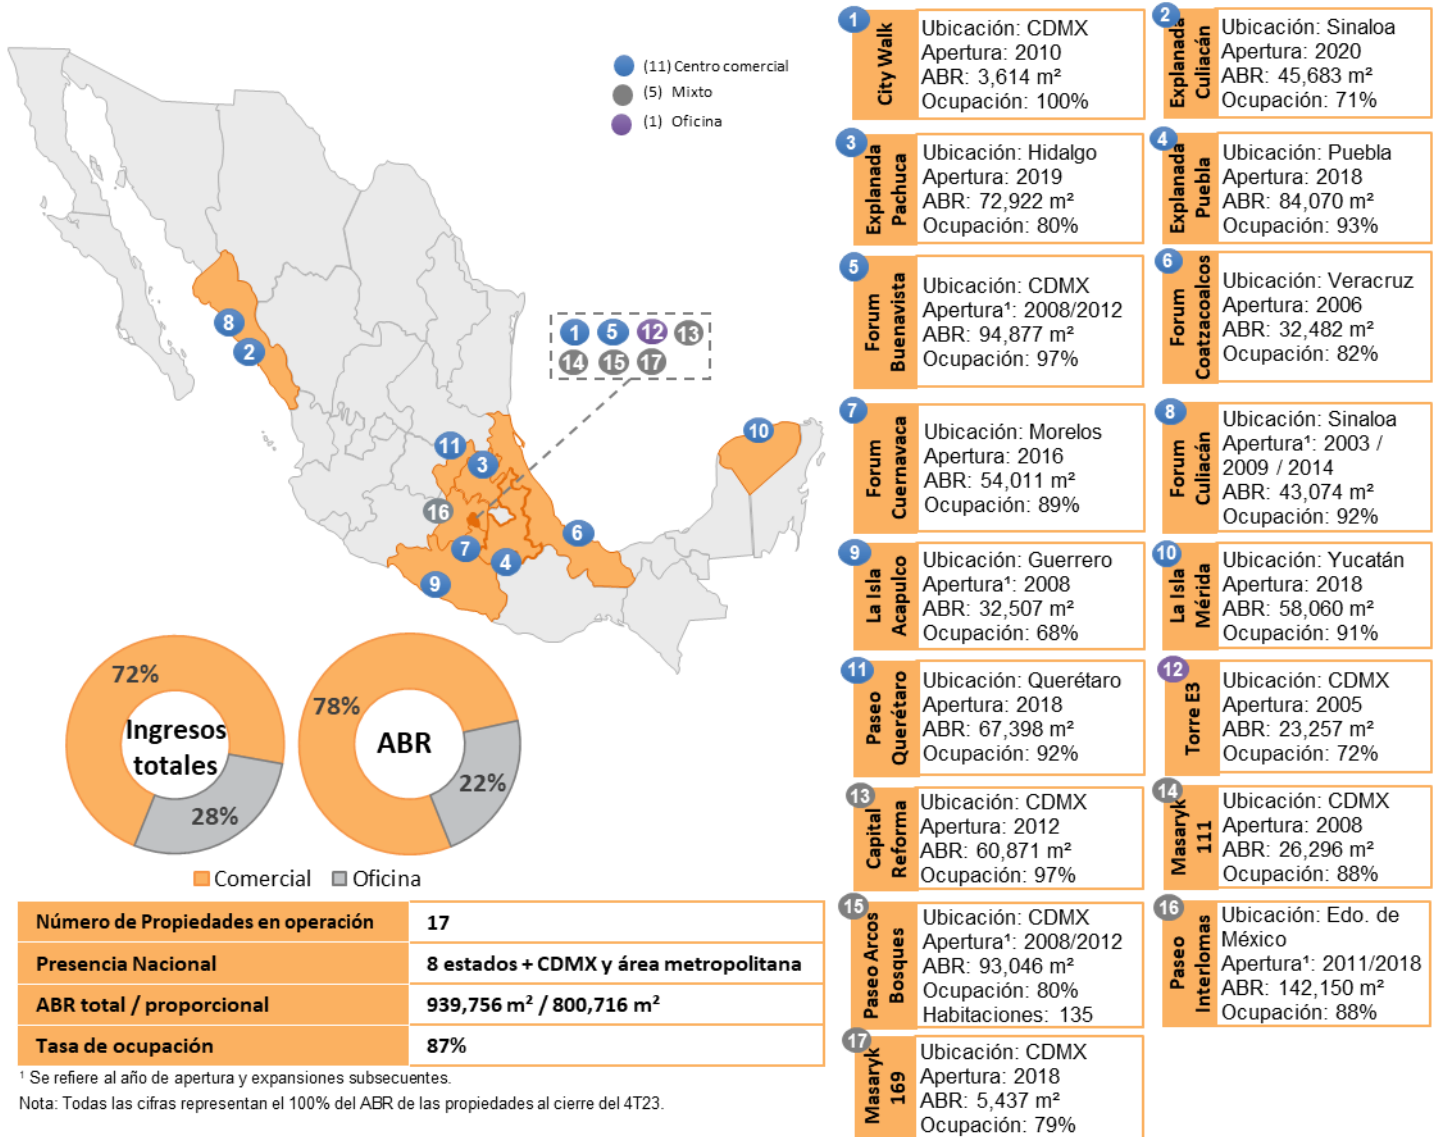 (11) Centro comercial
(5) Mixto
(1) Oficina
8
2
1
5
12
13
14
15
17
10
11
3
16
6
7
4
9
72%
Ingresos
totales
28%
78%
ABR
22%
Comercial
Oficina
Número de Propiedades en operación
17
Presencia Nacional
8 estados + CDMX y área metropolitana
ABR total / proporcional
939,756 m² / 800,716 m²
Tasa de ocupación
87%
¹ Se refiere al año de apertura y expansiones subsecuentes.
Nota: Todas las cifras representan el 100% del ABR de las propiedades al cierre del 4T23.
1
City Walk
Ubicación: CDMX
Apertura: 2010
ABR: 3,614 m²
Ocupación: 100%
2
Explanada
Culiacán
Ubicación: Sinaloa
Apertura: 2020
ABR: 45,683 m²
Ocupación: 71%
3
Explanada
Pachuca
Ubicación: Hidalgo
Apertura: 2019
ABR: 72,922 m²
Ocupación: 80%
4
Explanada
Puebla
Ubicación: Puebla
Apertura: 2018
ABR: 84,070 m²
Ocupación: 93%
5
Forum
Buenavista
Ubicación: CDMX
Apertura¹: 2008/2012
ABR: 94,877 m²
Ocupación: 97%
6
Forum
Coatzacoalcos
Ubicación: Veracruz
Apertura: 2006
ABR: 32,482 m²
Ocupación: 82%
7
Forum
Cuernavaca
Ubicación: Morelos
Apertura: 2016
ABR: 54,011 m²
Ocupación: 89%
8
Forum
Culiacán
Ubicación: Sinaloa
Apertura¹: 2003 /
2009 / 2014
ABR: 43,074 m²
Ocupación: 92%
9
La Isla
Acapulco
Ubicación: Guerrero
Apertura¹: 2008
ABR: 32,507 m²
Ocupación: 68%
10
La Isla
Mérida
Ubicación: Yucatán
Apertura: 2018
ABR: 58,060 m²
Ocupación: 91%
11
Paseo
Querétaro
Ubicación: Querétaro
Apertura: 2018
ABR: 67,398 m²
Ocupación: 92%
12
Torre E3
Ubicación: CDMX
Apertura: 2005
ABR: 23,257 m²
Ocupación: 72%
13
Capital
Reforma
Ubicación: CDMX
Apertura: 2012
ABR: 60,871 m²
Ocupación: 97%
14
Masaryk
111
Ubicación: CDMX
Apertura: 2008
ABR: 26,296 m²
Ocupación: 88%
15
Paseo Arcos
Bosques
Ubicación: CDMX
Apertura¹: 2008/2012
ABR: 93,046 m²
Ocupación: 80%
Habitaciones: 135
16
Paseo
Interlomas
Ubicación: Edo. de
México
Apertura¹: 2011/2018
ABR: 142,150 m²
Ocupación: 88%
17
Masaryk
169
Ubicación: CDMX
Apertura: 2018
ABR: 5,437 m²
Ocupación: 79%